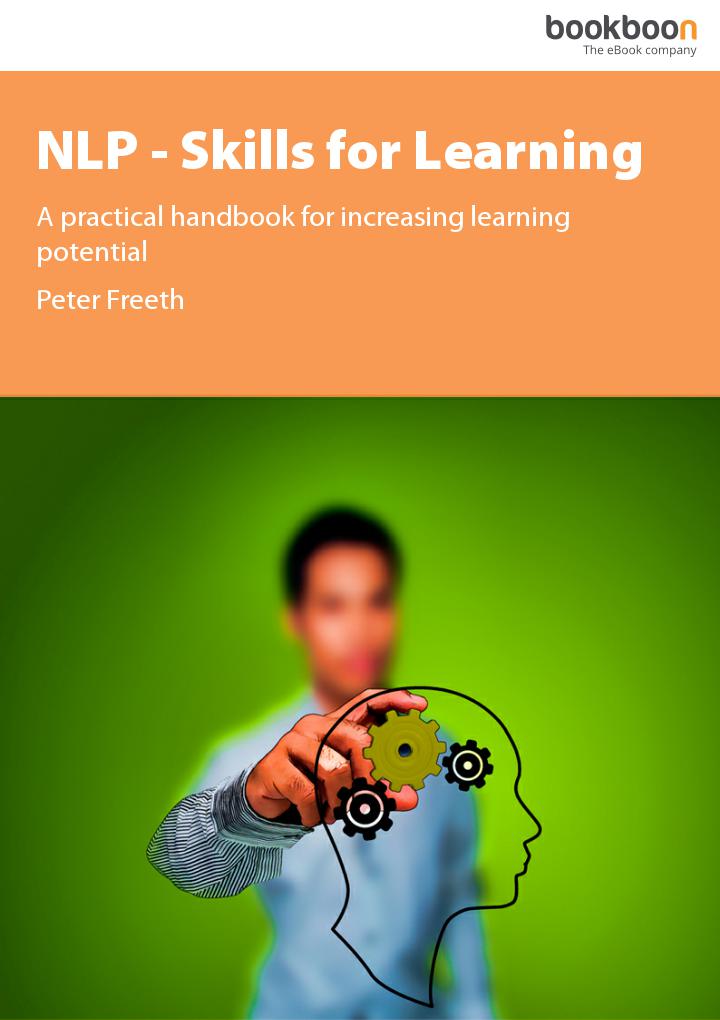 bookboon
The eBook company
NLP - Skills for Learning
A practical handbook for increasing learning
potential
Peter Freeth